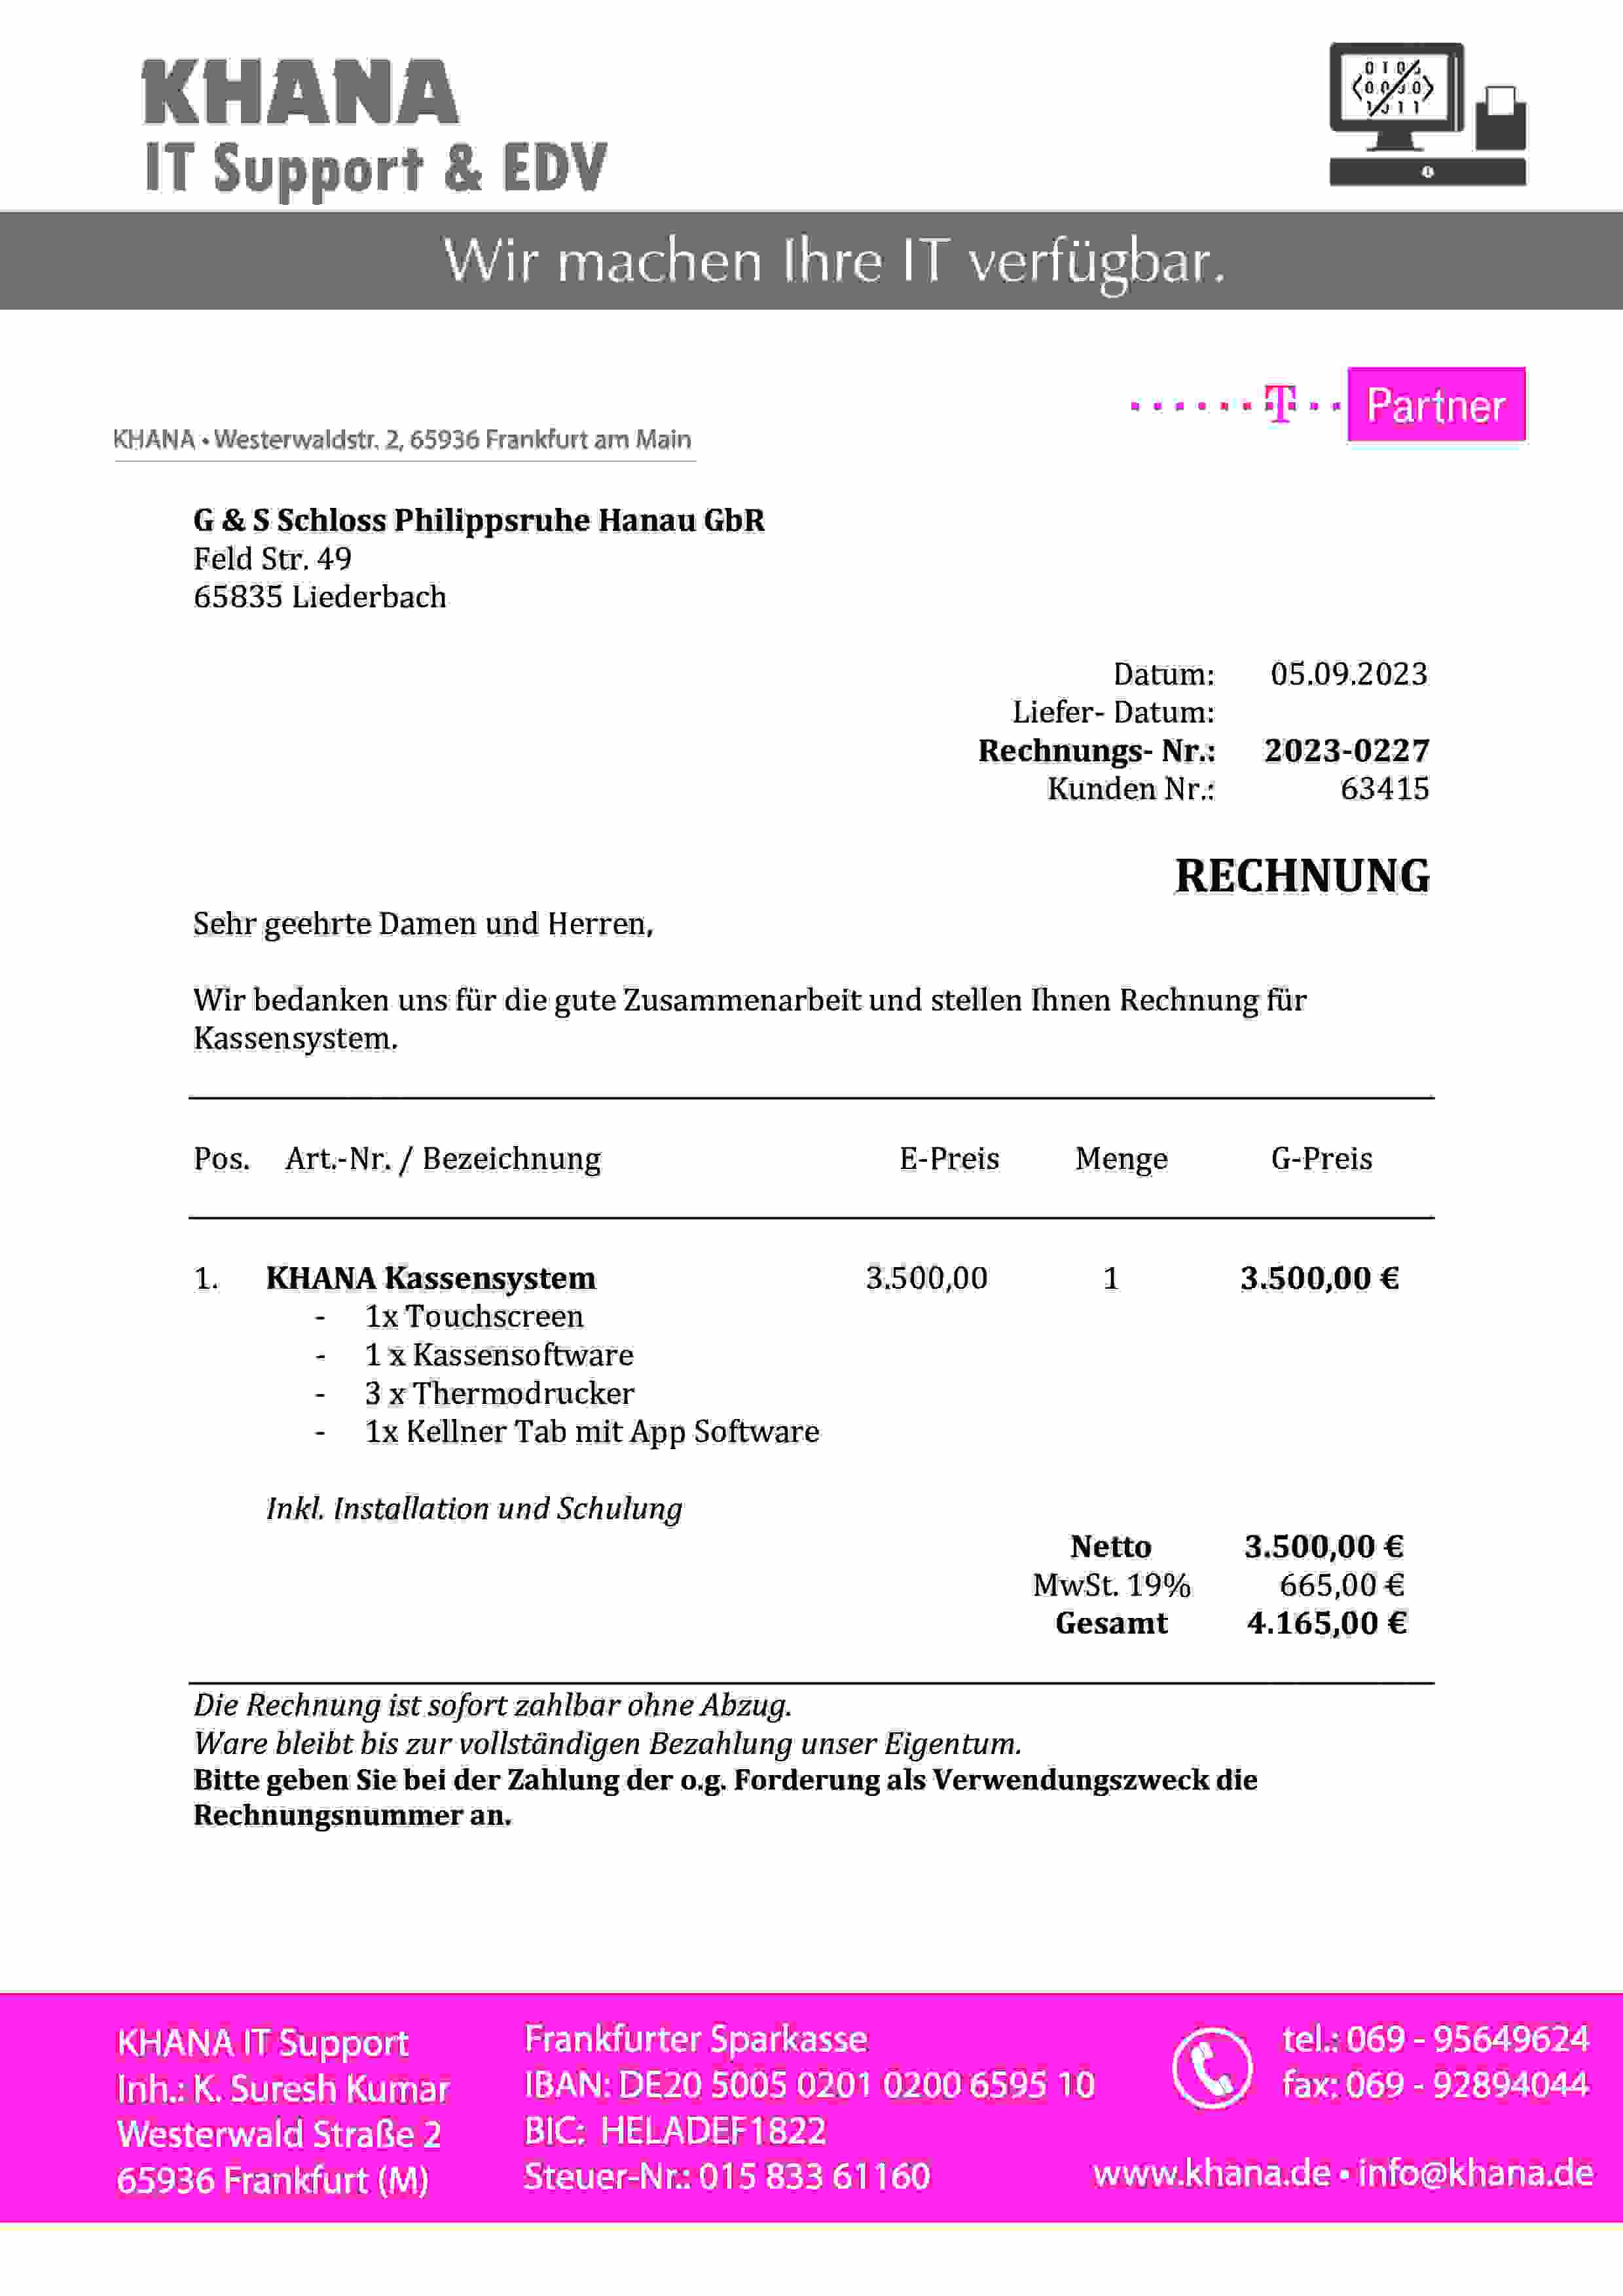 KHANA
IT Support & EDV
Wir machen Ihre IT verfügbar.
T Partner
KHANA • Westerwaldstr. 2, 65936 Frankfurt am Main
G & S Schloss Philippsruhe Hanau GbR
Feld Str. 49
65835 Liederbach
Datum: 05.09.2023
Liefer- Datum:
Rechnungs- Nr.: 2023-0227
Kunden Nr.: 63415
RECHNUNG
Sehr geehrte Damen und Herren,
Wir bedanken uns für die gute Zusammenarbeit und stellen Ihnen Rechnung für
Kassensystem.
Pos. Art.-Nr. / Bezeichnung E-Preis Menge G-Preis
1. KHANA Kassensystem 3.500,00 1 3.500,00 €
- 1x Touchscreen
- 1 x Kassensoftware
- 3 x Thermodrucker
- 1x Kellner Tab mit App Software
Inkl. Installation und Schulung
Netto 3.500,00 €
MwSt. 19% 665,00 €
Gesamt 4.165,00 €
Die Rechnung ist sofort zahlbar ohne Abzug.
Ware bleibt bis zur vollständigen Bezahlung unser Eigentum.
Bitte geben Sie bei der Zahlung der o.g. Forderung als Verwendungszweck die
Rechnungsnummer an.
KHANA IT Support
Inh.: K. Suresh Kumar
Westerwald Straße 2
65936 Frankfurt (M)
Frankfurter Sparkasse
IBAN: DE20 5005 0201 0200 6595 10
BIC: HELADEF1822
Steuer-Nr.: 015 833 61160
tel.: 069 - 95649624
fax: 069 - 92894044
www.khana.de • info@khana.de